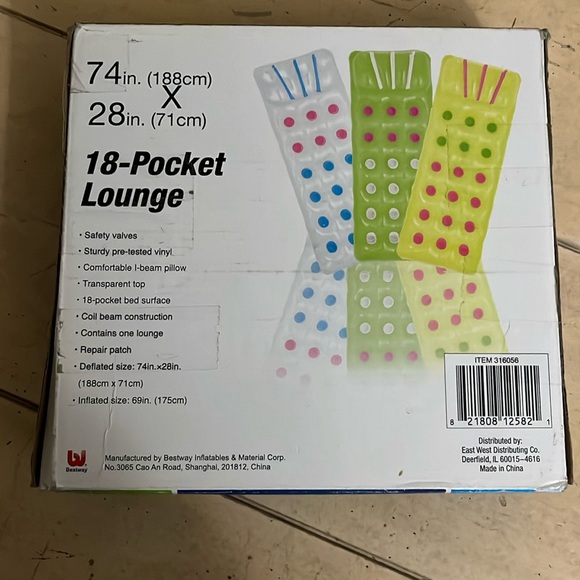 74in. (188cm)
X
28in. (71cm)
18-Pocket
Lounge
• Safety valves
• Sturdy pre-tested vinyl
• Comfortable I-beam pillow
• Transparent top
• 18-pocket bed surface
• Coil beam construction
• Contains one lounge
• Repair patch
• Deflated size: 74in.×28in.
(188cm x 71cm)
• Inflated size: 69in. (175cm)
ITEM 316056
8 21808 12582 1
Distributed by:
East West Distributing Co.
Deerfield, IL 60015-4616
Made in China
Bestway
Manufactured by Bestway Inflatables & Material Corp.
No.3065 Cao An Road, Shanghai, 201812, China